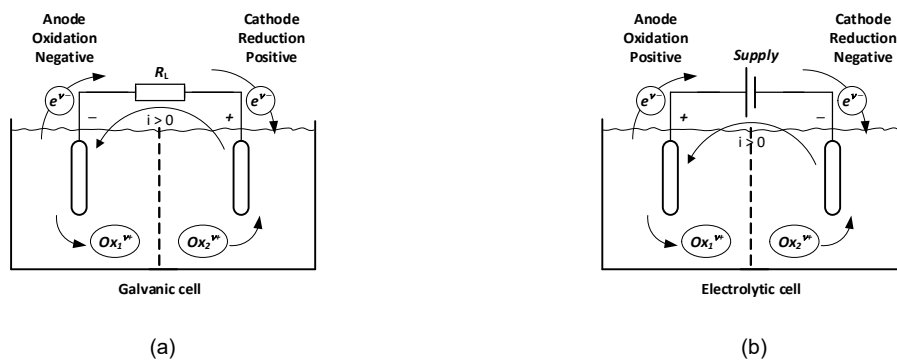 Anode
Oxidation
Negative
Cathode
Reduction
Positive
R_L
e^ν−
e^ν−
−
+
i > 0
Ox₁^ν+
Ox₂^ν+
Galvanic cell
(a)
Anode
Oxidation
Positive
Cathode
Reduction
Negative
Supply
e^ν−
e^ν−
+
−
i > 0
Ox₁^ν+
Ox₂^ν+
Electrolytic cell
(b)